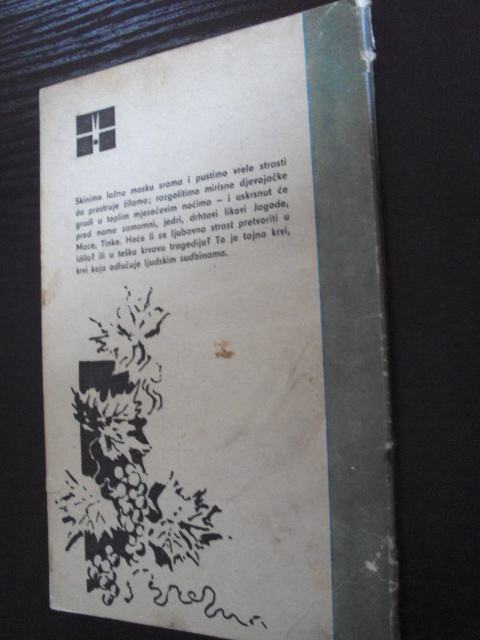 Skinimo lažnu masku srama i pustimo vrele strasti
da prostruje žilama; razgolitimo mirisne djevojačke
grudi u toplim mjesečevim noćima — i uskrsnut će
pred nama zamamni, jedri, drhtavi likovi Jagode,
Mace, Tinke. Hoće li se ljubavna strast pretvoriti u
idilu? ili u tešku krvavu tragediju? To je tajna krvi,
krvi koja odlučuje ljudskim sudbinama.